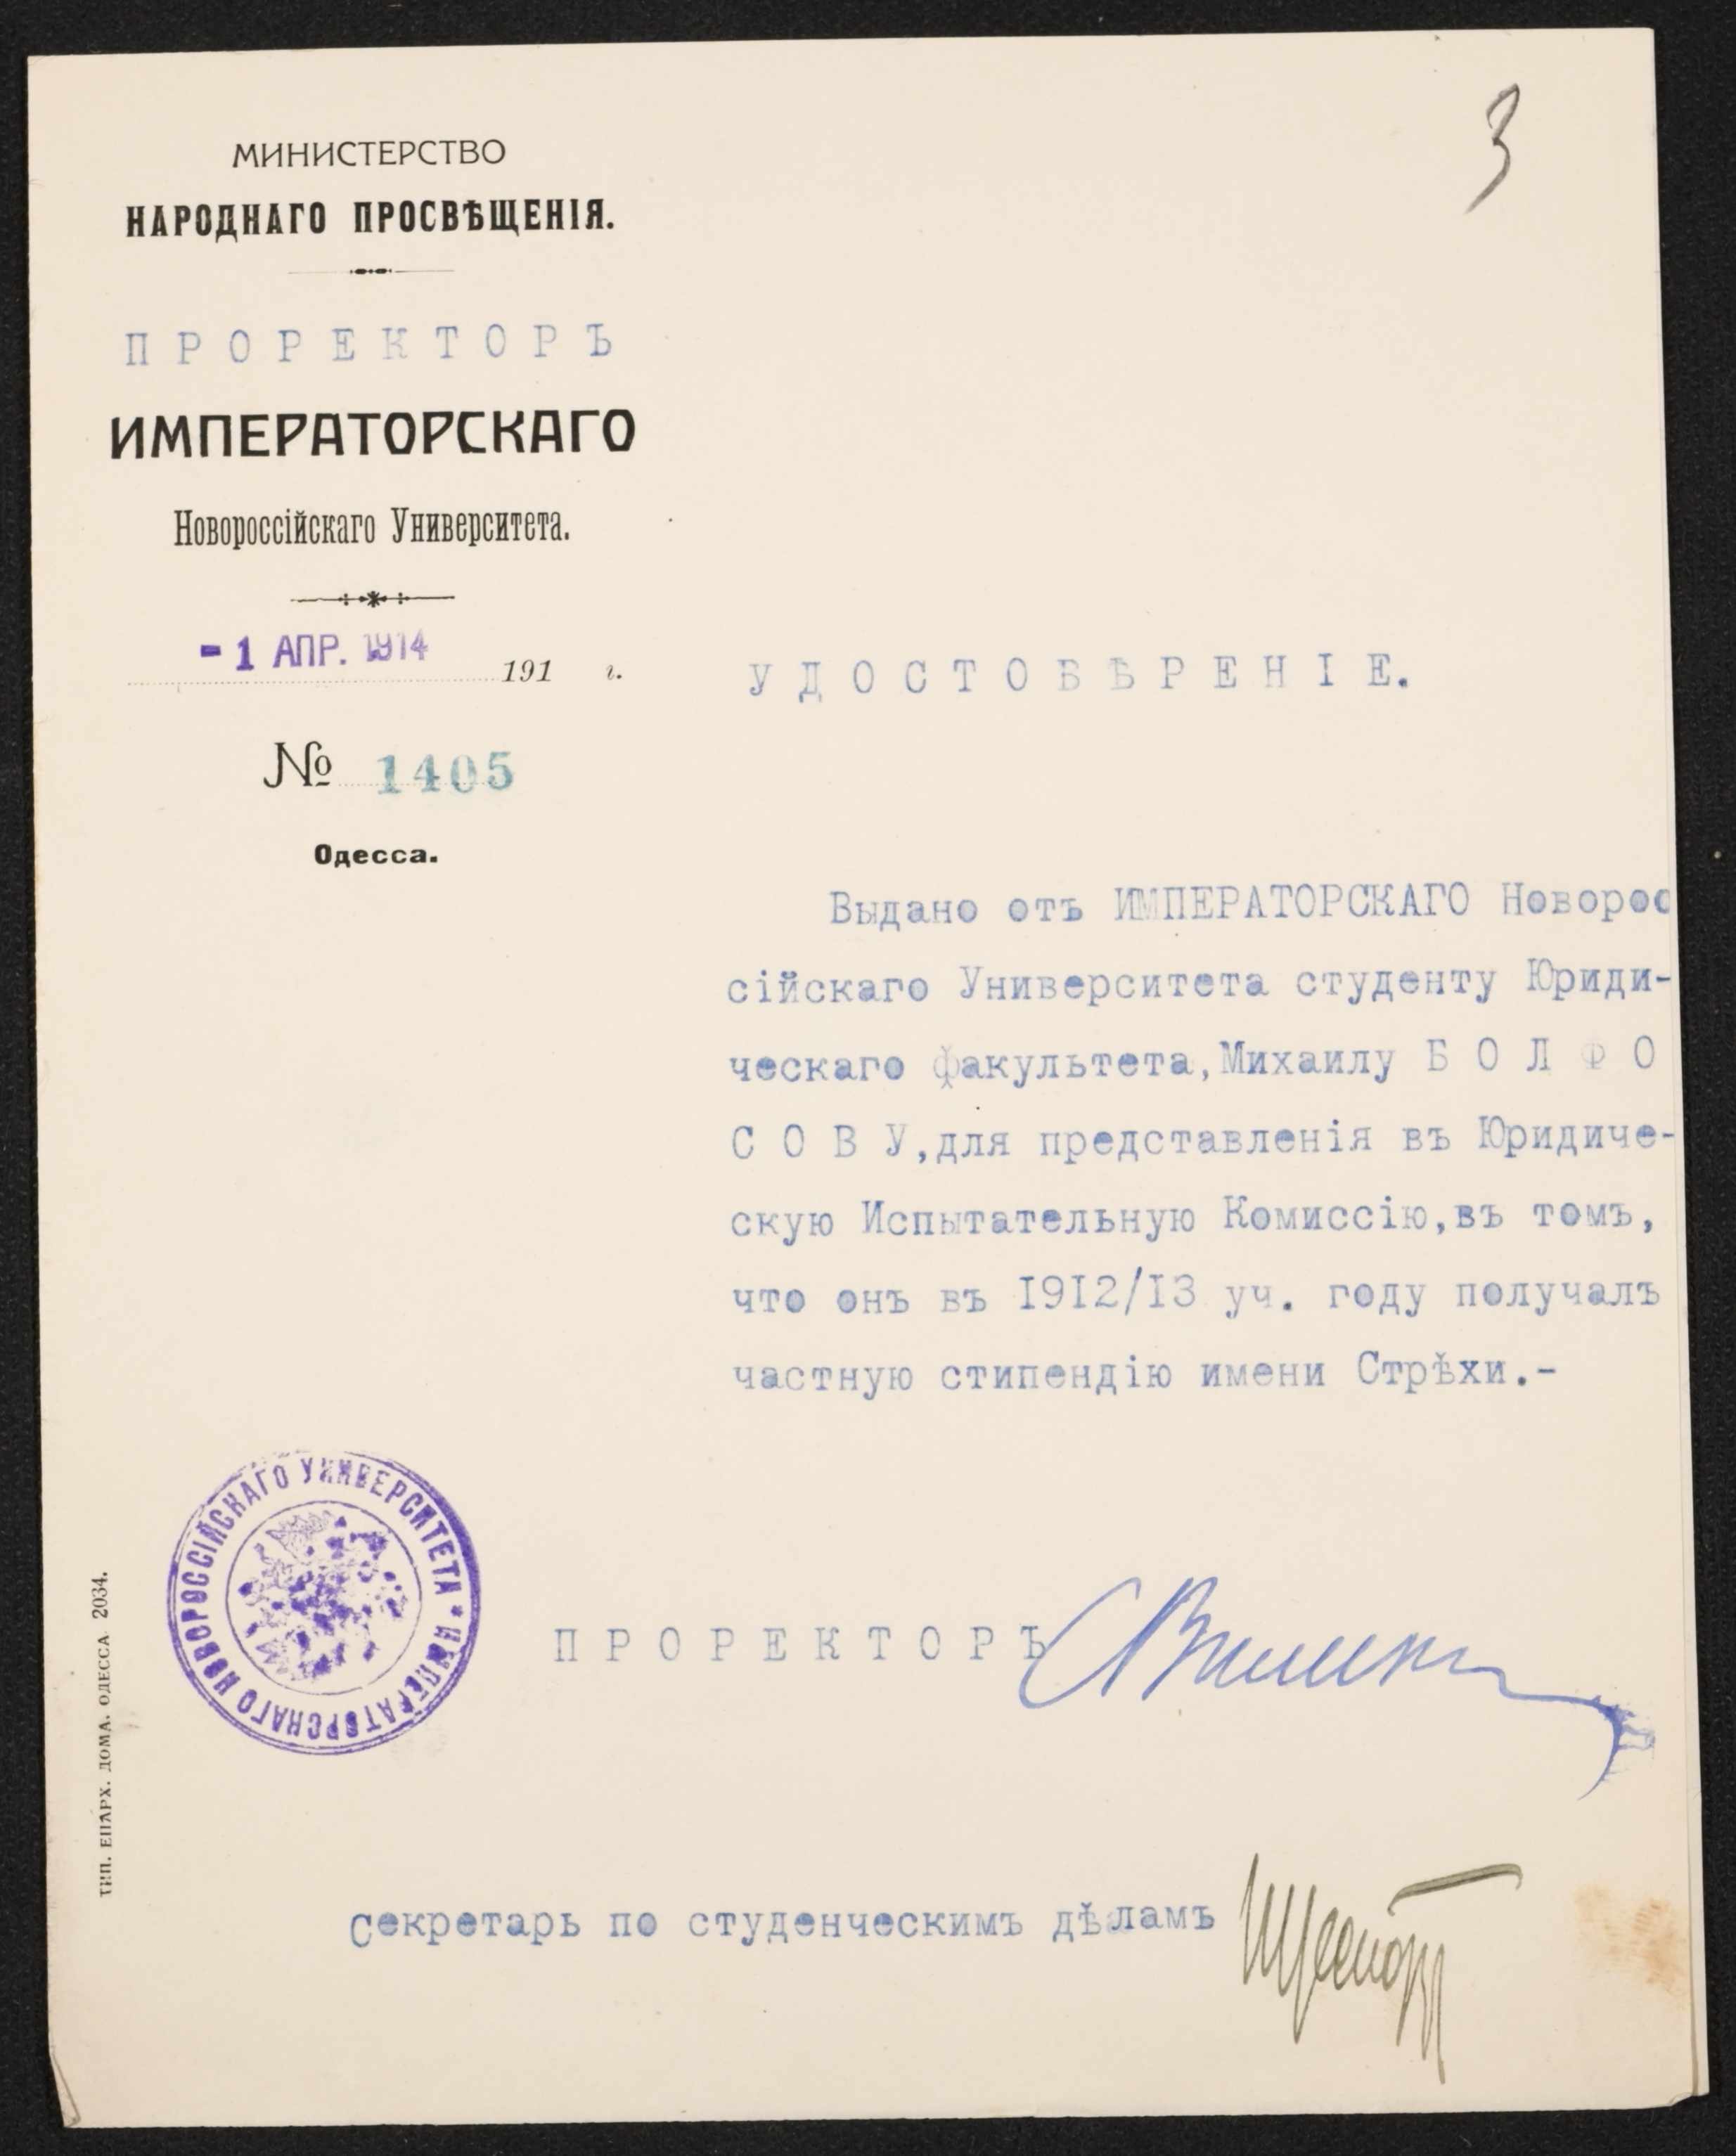 3
МИНИСТЕРСТВО
НАРОДНАГО ПРОСВѢЩЕНІЯ.
ПРОРЕКТОРЪ
ИМПЕРАТОРСКАГО
Новороссійскаго Университета.
- 1 АПР. 1914
191 г.
№ 1405
Одесса.
УДОСТОВѢРЕНІЕ.
Выдано отъ ИМПЕРАТОРСКАГО Новорос
сійскаго Университета студенту Юриди-
ческаго факультета, Михаилу Б О Л Ф О
С О В У, для представленія въ Юридиче-
скую Испытательную Комиссію, въ томъ,
что онъ въ 1912/13 уч. году получалъ
частную стипендію имени Стрѣхи.-
ИМПЕРАТОРСКАГО НОВОРОССІЙСКАГО УНИВЕРСИТЕТА *
ПРОРЕКТОРЪ
Секретарь по студенческимъ дѣламъ
ТИП. ЕПАРХ. ДОМА. ОДЕССА. 2034.